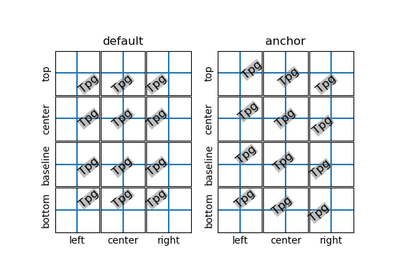 default anchor
top Tpg Tpg Tpg top Tpg Tpg Tpg
center Tpg Tpg Tpg center Tpg Tpg Tpg
baseline Tpg Tpg Tpg baseline Tpg Tpg Tpg
bottom Tpg Tpg Tpg bottom Tpg Tpg Tpg
left center right left center right